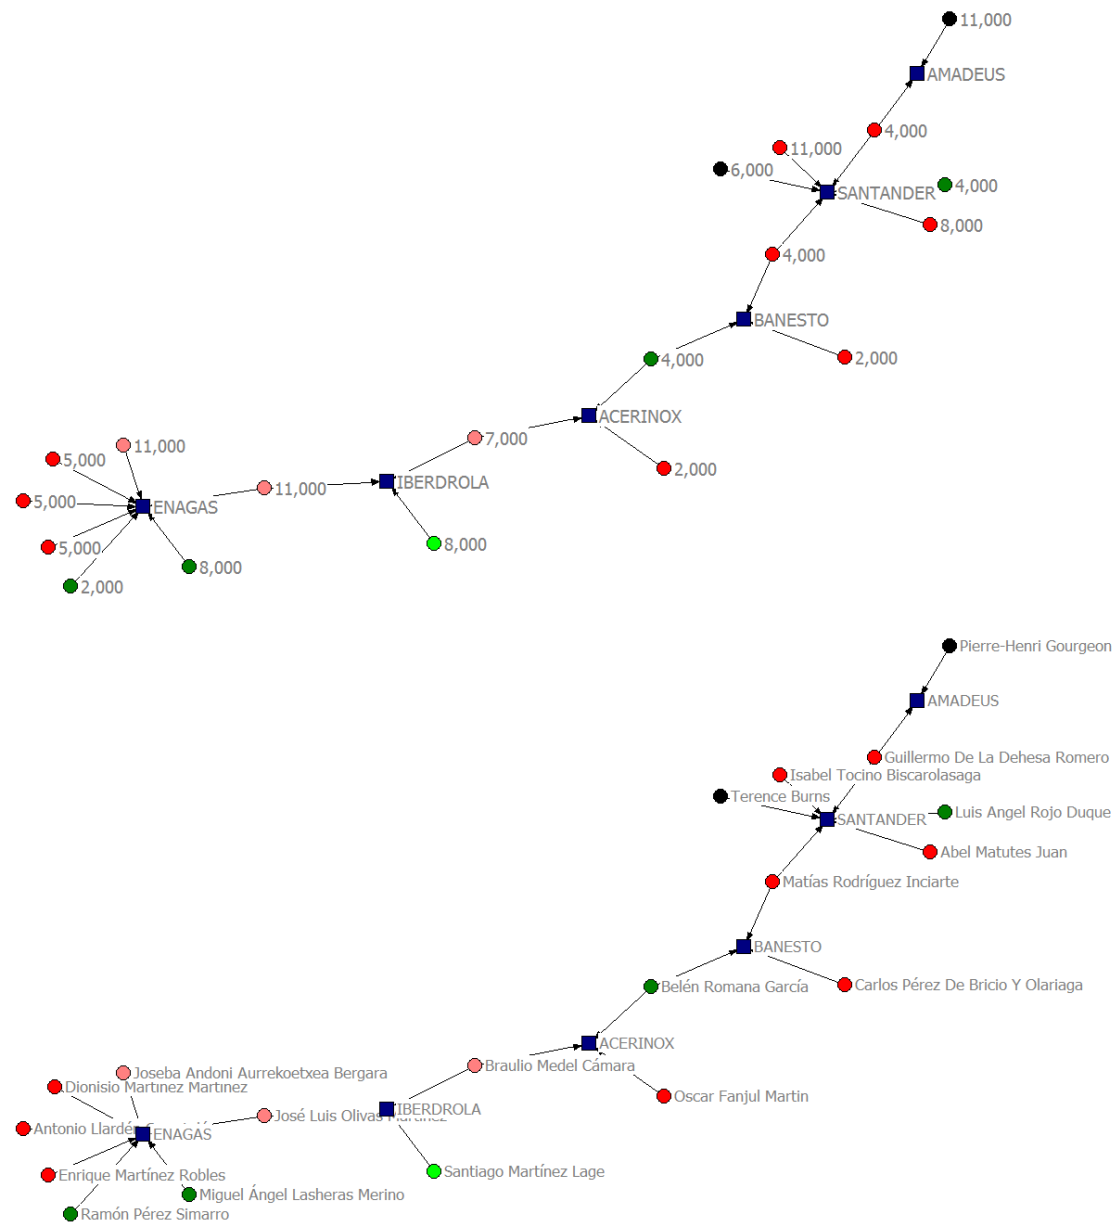 11,000
AMADEUS
4,000
11,000
6,000
4,000
SANTANDER
8,000
4,000
BANESTO
2,000
4,000
ACERINOX
7,000
2,000
11,000
5,000
IBERDROLA
11,000
5,000
ENAGAS
5,000
8,000
8,000
2,000
Pierre-Henri Gourgeon
AMADEUS
Guillermo De La Dehesa Romero
Isabel Tocino Biscarolasaga
Terence Burns
Luis Angel Rojo Duque
SANTANDER
Abel Matutes Juan
Matías Rodríguez Inciarte
BANESTO
Carlos Pérez De Bricio Y Olariaga
Belén Romana García
ACERINOX
Braulio Medel Cámara
Joseba Andoni Aurrekoetxea Bergara
Dionisio Martınez Martınez
Oscar Fanjul Martin
IBERDROLA
José Luis Olivas Martínez
Antonio Llardén
ENAGAS
Santiago Martínez Lage
Enrique Martínez Robles
Miguel Ángel Lasheras Merino
Ramón Pérez Simarro